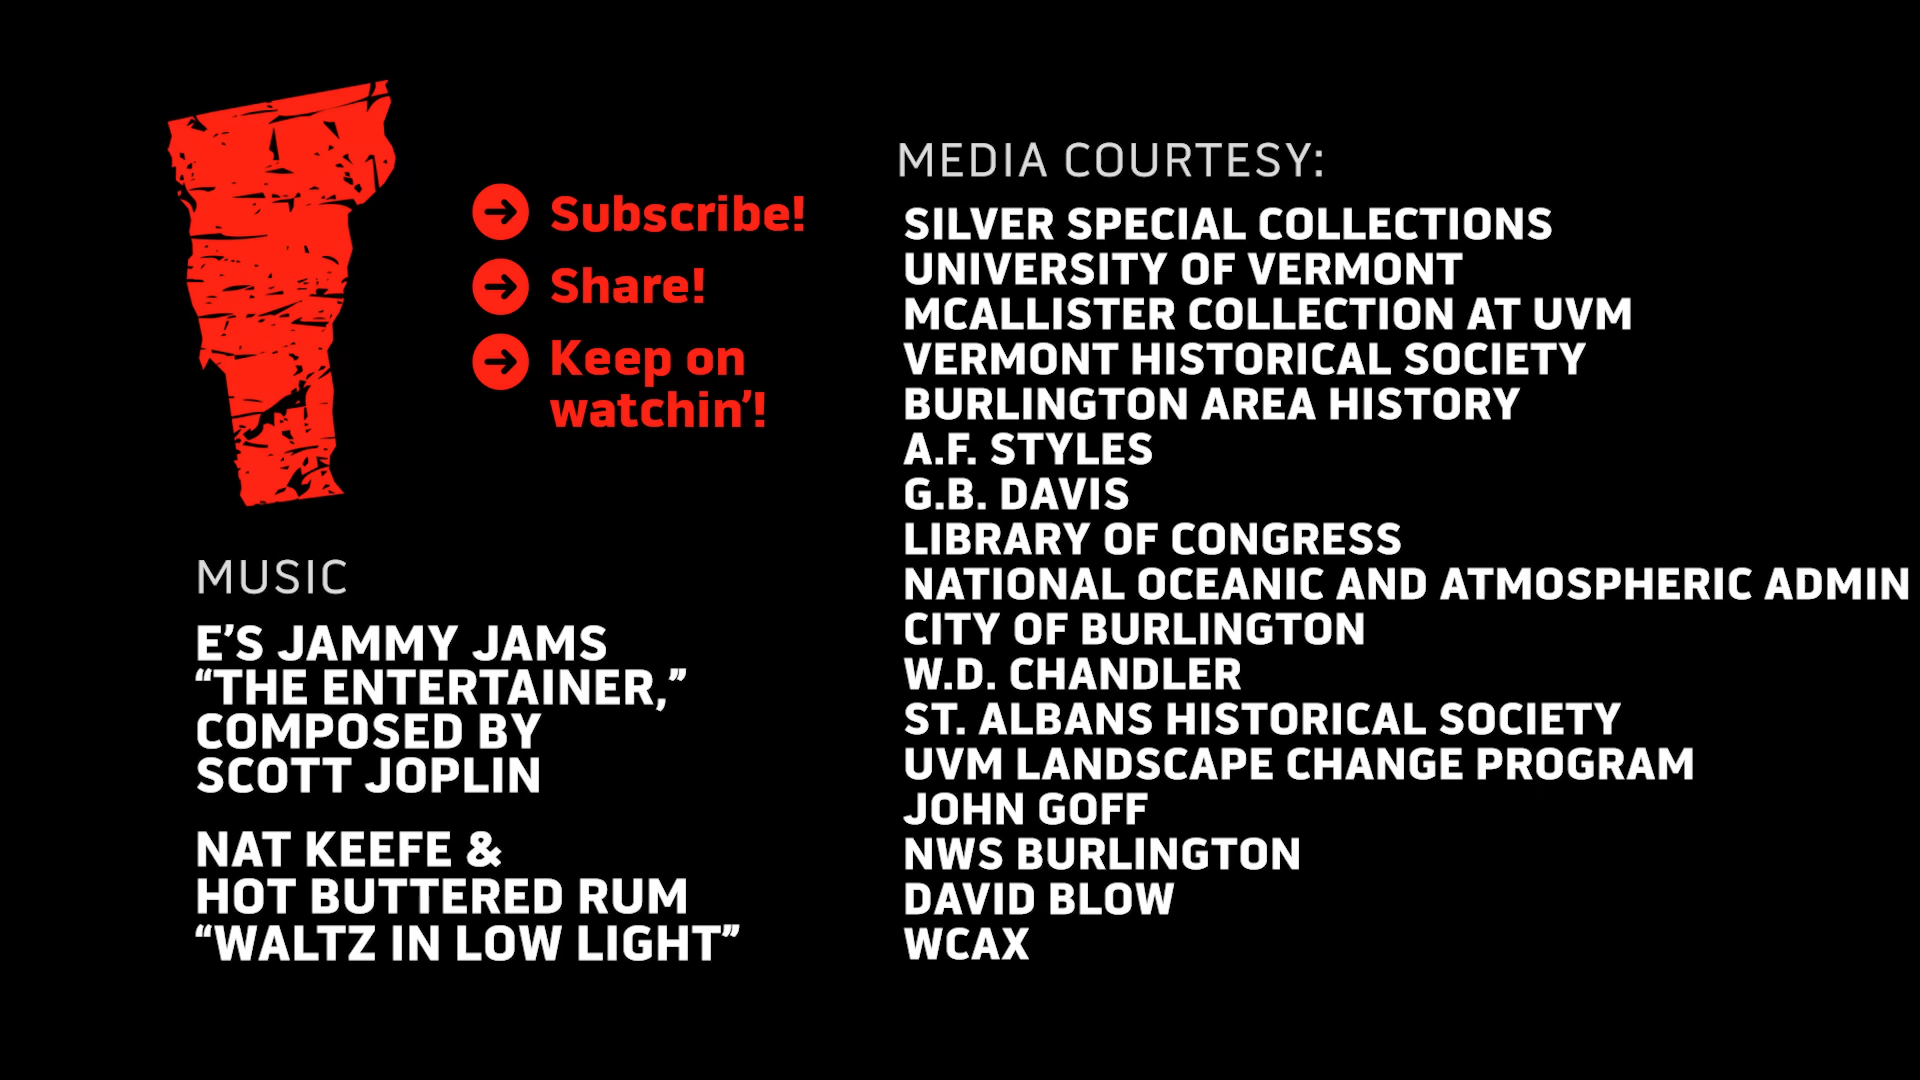 Subscribe!
Share!
Keep on
watchin’!
MUSIC
E’S JAMMY JAMS
“THE ENTERTAINER,”
COMPOSED BY
SCOTT JOPLIN
NAT KEEFE &
HOT BUTTERED RUM
“WALTZ IN LOW LIGHT”
MEDIA COURTESY:
SILVER SPECIAL COLLECTIONS
UNIVERSITY OF VERMONT
MCALLISTER COLLECTION AT UVM
VERMONT HISTORICAL SOCIETY
BURLINGTON AREA HISTORY
A.F. STYLES
G.B. DAVIS
LIBRARY OF CONGRESS
NATIONAL OCEANIC AND ATMOSPHERIC ADMIN
CITY OF BURLINGTON
W.D. CHANDLER
ST. ALBANS HISTORICAL SOCIETY
UVM LANDSCAPE CHANGE PROGRAM
JOHN GOFF
NWS BURLINGTON
DAVID BLOW
WCAX